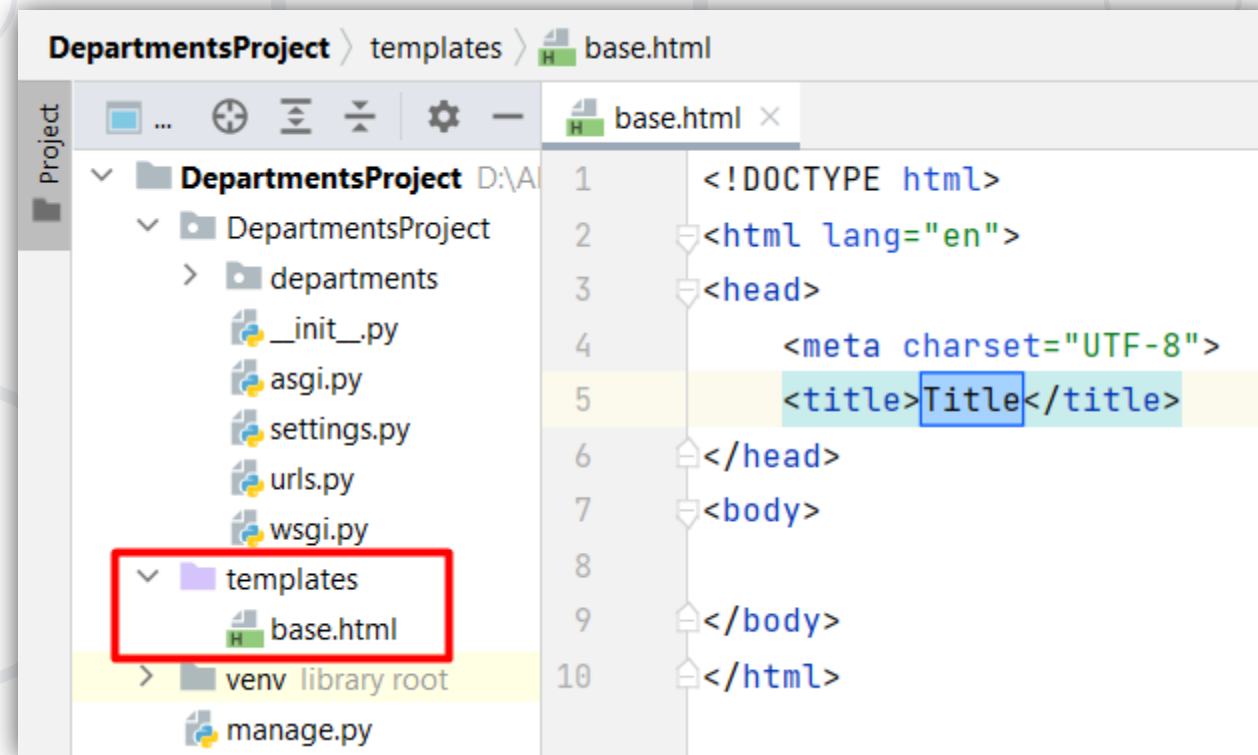 DepartmentsProject templates base.html
Project
...
base.html
DepartmentsProject D:\A
DepartmentsProject
departments
__init__.py
asgi.py
settings.py
urls.py
wsgi.py
templates
base.html
venv library root
manage.py
1 <!DOCTYPE html>
2 <html lang="en">
3 <head>
4 <meta charset="UTF-8">
5 <title>Title</title>
6 </head>
7 <body>
8
9 </body>
10 </html>